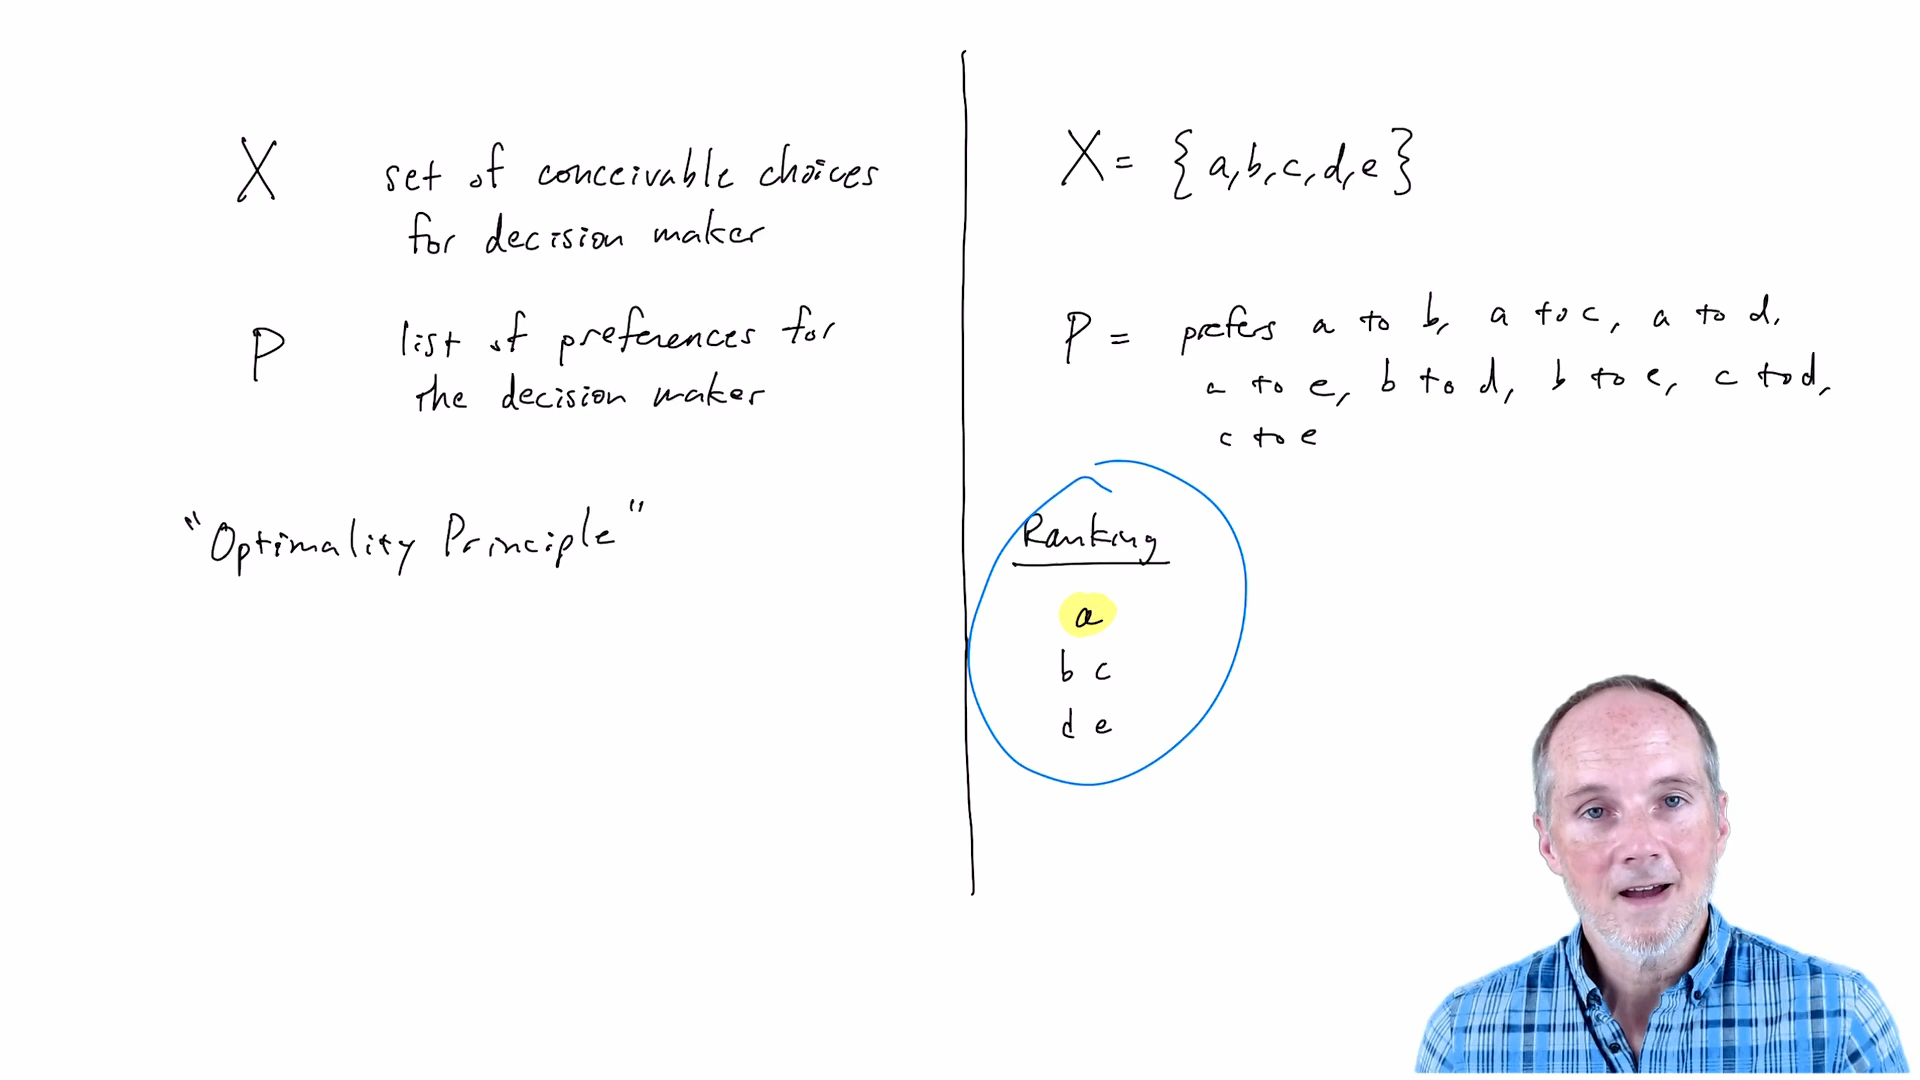 X set of conceivable choices
for decision maker
P list of preferences for
the decision maker
"Optimality Principle"
X = {a, b, c, d, e}
P = prefers a to b, a to c, a to d,
a to e, b to d, b to e, c to d,
c to e
Ranking
a
b c
d e